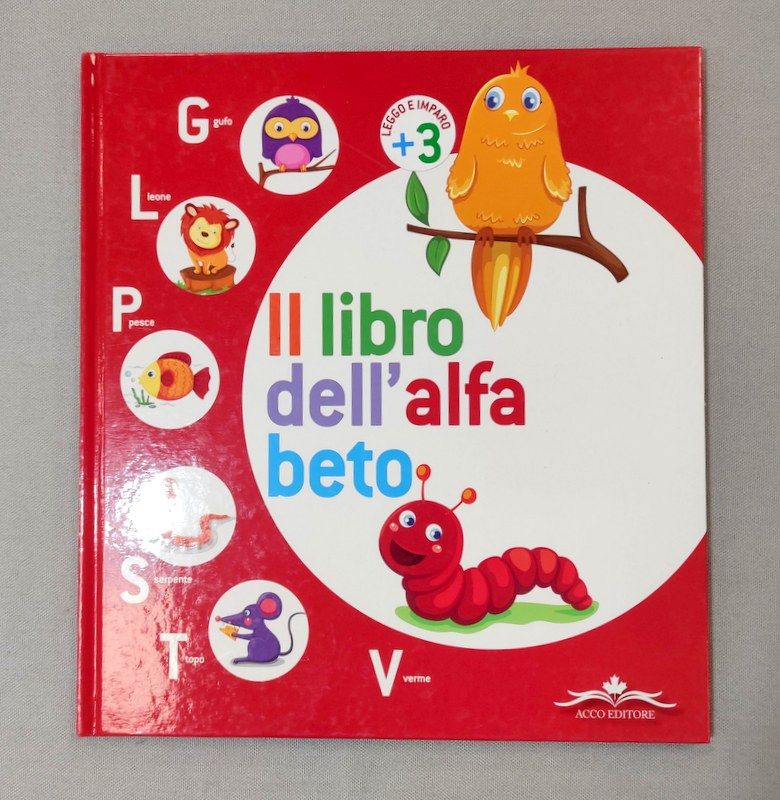 G gufo
LEGGO E IMPARO
+3
L leone
P pesce
Il libro
dell'alfa
beto
S serpente
T topo
V verme
ACCO EDITORE